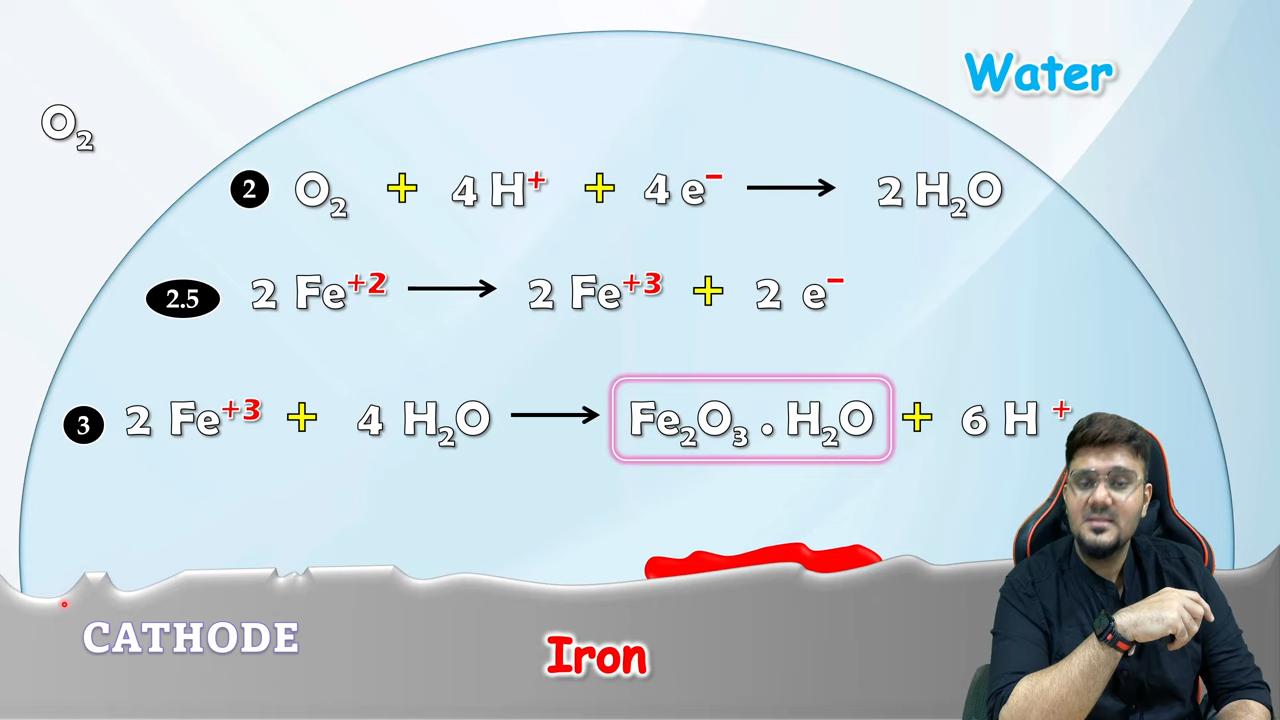 Water
O₂
2 O₂ + 4 H⁺ + 4 e⁻ → 2 H₂O
2.5 2 Fe⁺² → 2 Fe⁺³ + 2 e⁻
3 2 Fe⁺³ + 4 H₂O → Fe₂O₃ . H₂O + 6 H⁺
CATHODE
Iron